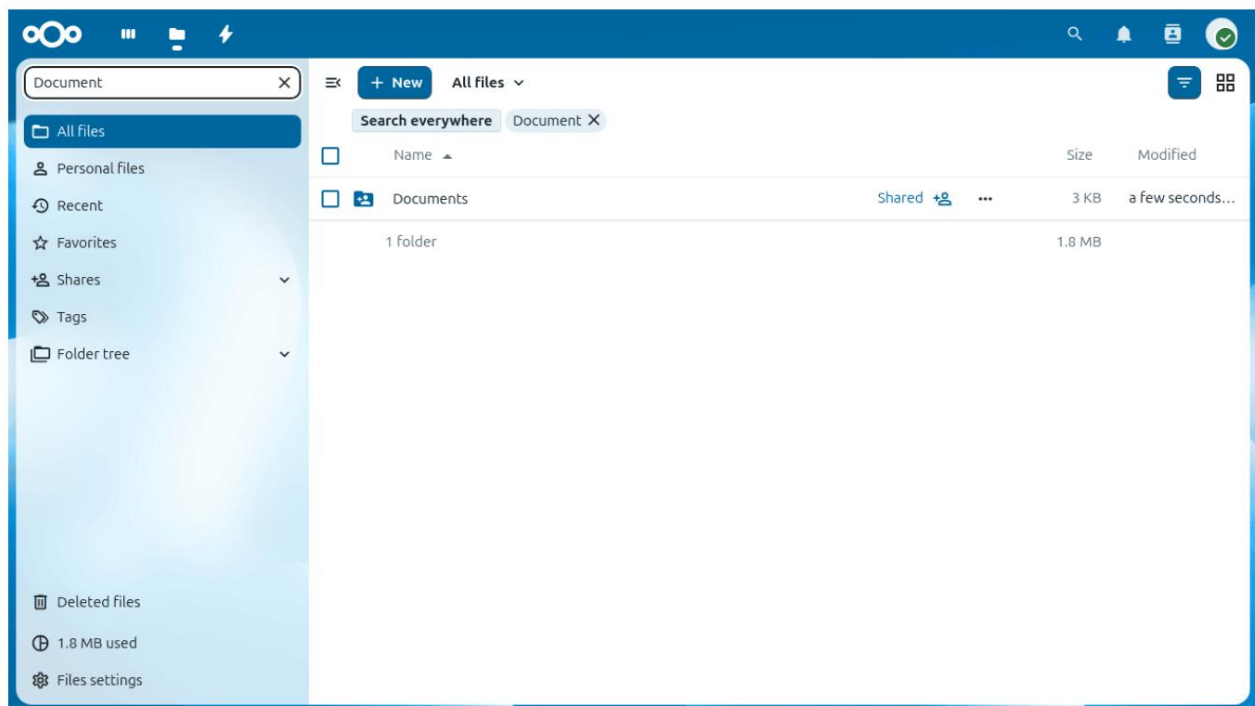 Document
All files
Personal files
Recent
Favorites
Shares
Tags
Folder tree
Deleted files
1.8 MB used
Files settings
+ New All files
Search everywhere Document
Name Size Modified
Documents Shared 3 KB a few seconds...
1 folder 1.8 MB